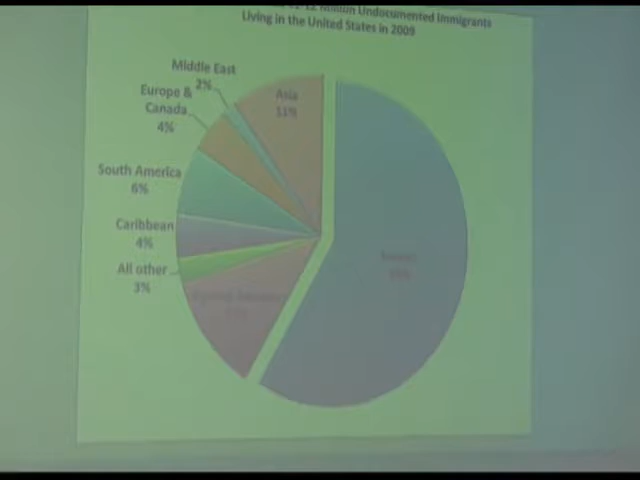 Million Undocumented Immigrants
Living in the United States in 2009
Middle East
2%
Asia
11%
Europe &
Canada
4%
South America
6%
Caribbean
4%
All other
3%